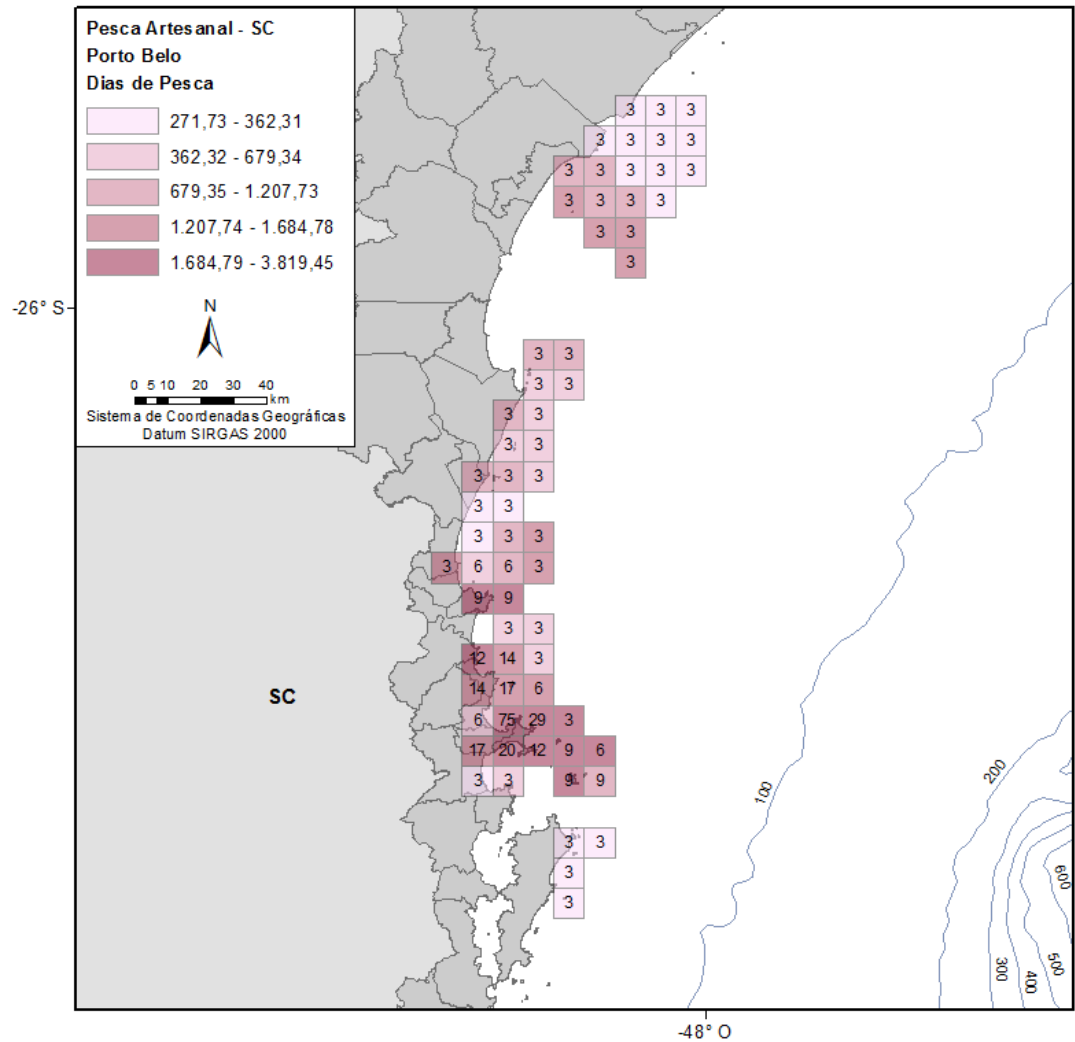 Pesca Artesanal - SC
Porto Belo
Dias de Pesca
271,73 - 362,31
362,32 - 679,34
679,35 - 1.207,73
1.207,74 - 1.684,78
1.684,79 - 3.819,45
N
0 5 10 20 30 40
km
Sistema de Coordenadas Geográficas
Datum SIRGAS 2000
3 3 3
3 3 3 3
3 3 3 3 3
3 3 3 3
3 3
3
-26° S
3 3
3 3
3 3
3 3
3 3 3
3 3
3 3 3
3 6 6 3
9 9
3 3
12 14 3
SC
14 17 6
6 75 29 3
17 20 12 9 6
3 3 9 9
100
200
3 3
3
3
600
500
400
300
-48° O